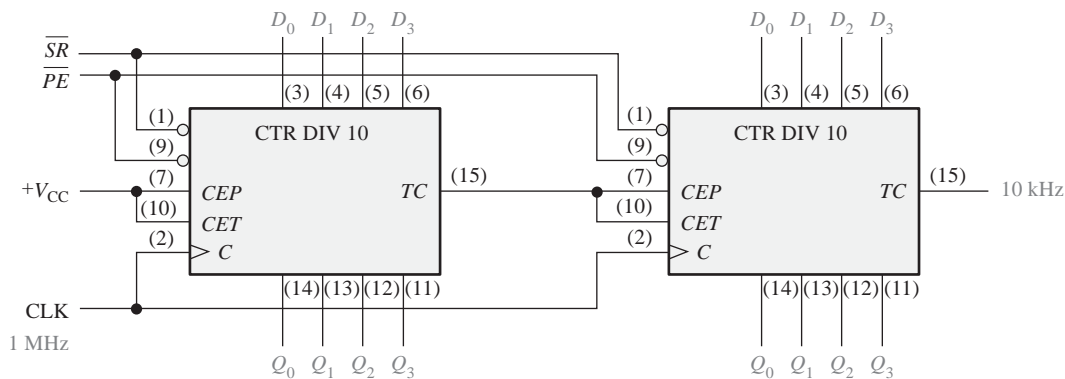 D0 D1 D2 D3 D0 D1 D2 D3
SR
PE
(3) (4) (5) (6) (3) (4) (5) (6)
(1) CTR DIV 10 (1) CTR DIV 10
(9) (9)
+VCC (7) CEP TC (15) (7) CEP TC (15) 10 kHz
(10) CET (10) CET
(2) C (2) C
(14) (13) (12) (11) (14) (13) (12) (11)
CLK
1 MHz
Q0 Q1 Q2 Q3 Q0 Q1 Q2 Q3